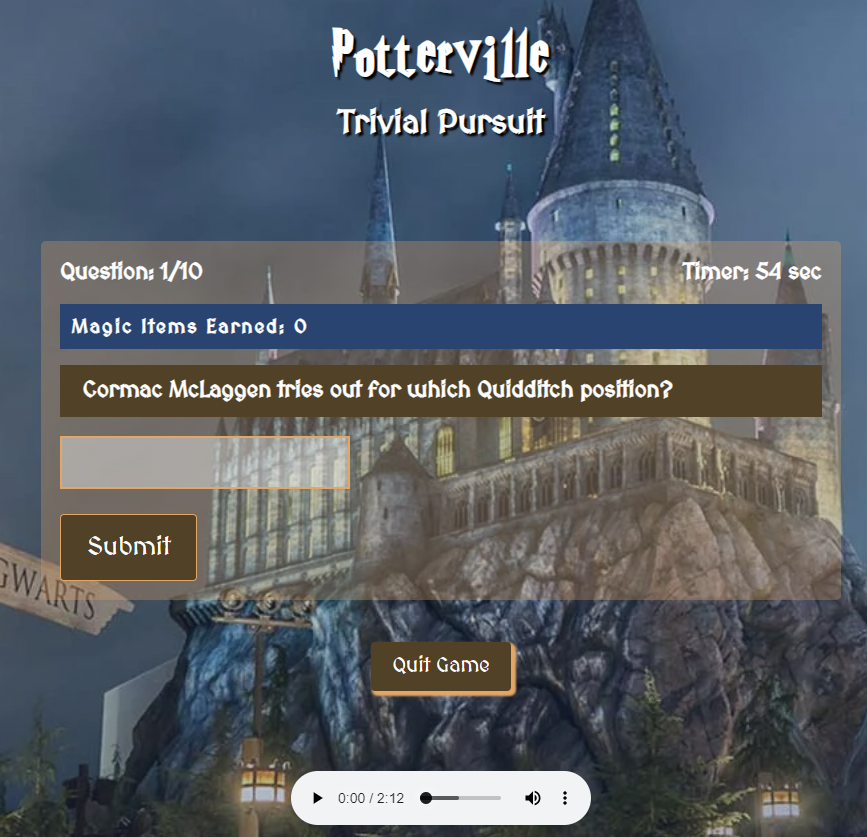 Potterville
Trivial Pursuit
Question: 1/10
Timer: 54 sec
Magic Items Earned: 0
Cormac McLaggen tries out for which Quidditch position?
Submit
GWARTS
Quit Game
0:00 / 2:12